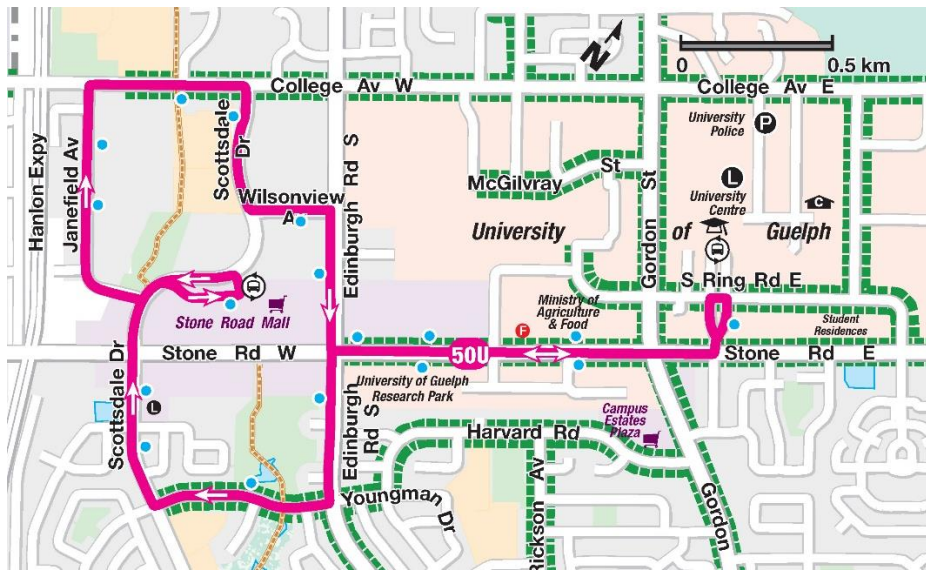 N
0 0.5 km
College Av W
College Av E
Hanlon Expy
Janefield Av
Scottsdale
Dr
Edinburgh Rd S
University
Police
P
McGilvray
St
Wilsonview
A
Gordon St
L
University
Centre
C
University of Guelph
S Ring Rd E
Stone Road Mall
Ministry of
Agriculture
& Food
F
Student
Residences
Stone Rd W
50U
Stone Rd E
Scottsdale Dr
L
University of Guelph
Research Park
Edinburgh
Rd S
Campus
Estates
Plaza
Harvard Rd
Youngman
Dr
Rickson Av
Gordon